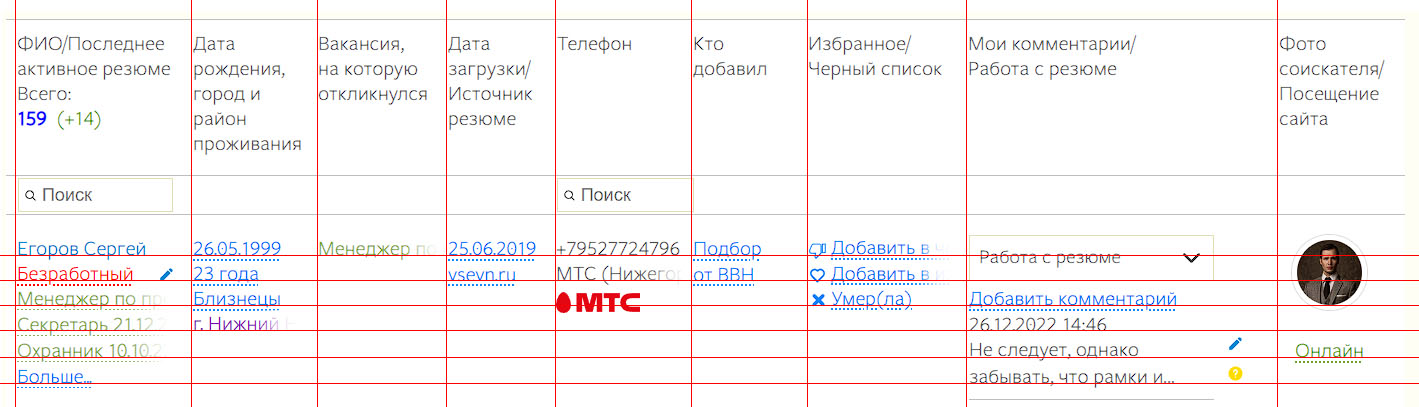 ФИО/Последнее
активное резюме
Всего:
159 (+14)
Дата
рождения,
город и
район
проживания
Вакансия,
на которую
откликнулся
Дата
загрузки/
Источник
резюме
Телефон
Кто
добавил
Избранное/
Черный список
Мои комментарии/
Работа с резюме
Фото
соискателя/
Посещение
сайта
Поиск
Поиск
Егоров Сергей
Безработный
Менеджер по пр
Секретарь 21.12.2
Охранник 10.10.2
Больше...
26.05.1999
23 года
Близнецы
г. Нижний
Менеджер по
25.06.2019
vsevn.ru
+79527724796
МТС (Нижегор
МТС
Подбор
от ВВН
Добавить в
Добавить в
Умер(ла)
Работа с резюме
Добавить комментарий
26.12.2022 14:46
Не следует, однако
забывать, что рамки и...
?
Онлайн